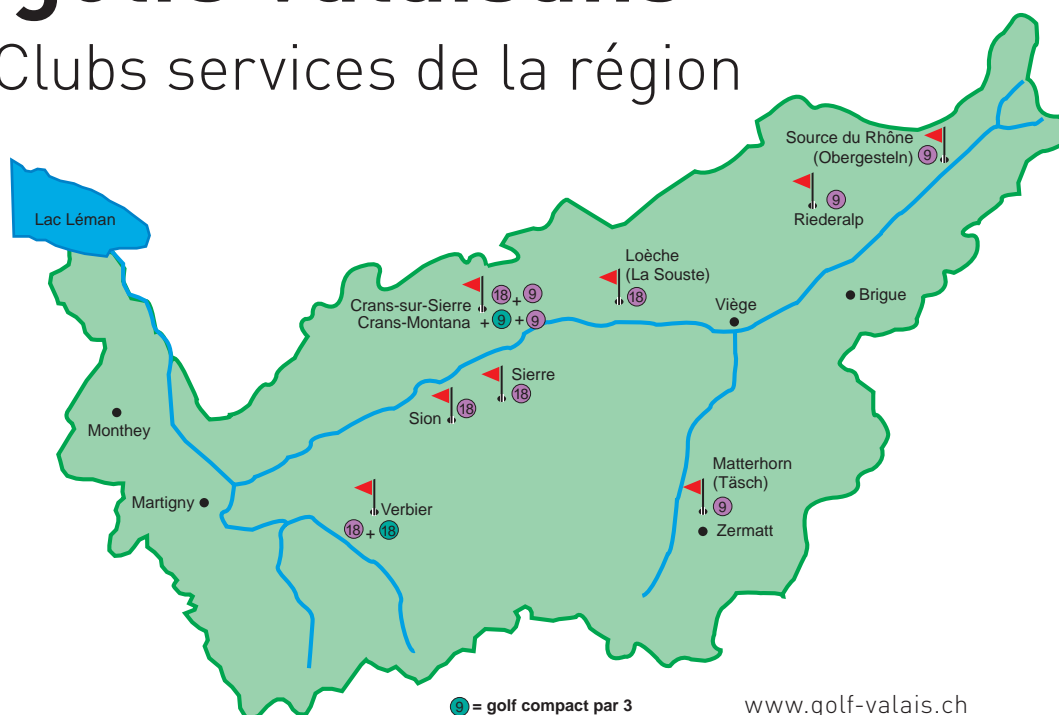 golfs valaisans
Clubs services de la région
Source du Rhône
(Obergesteln) 9
9
Riederalp
Lac Léman
Loèche
(La Souste)
18
Crans-sur-Sierre 18 + 9
Crans-Montana + 9 + 9
Viège
Brigue
Sierre
18
Sion 18
Monthey
Matterhorn
(Täsch)
9
Martigny
Verbier
18 + 18
Zermatt
9 = golf compact par 3
www.golf-valais.ch